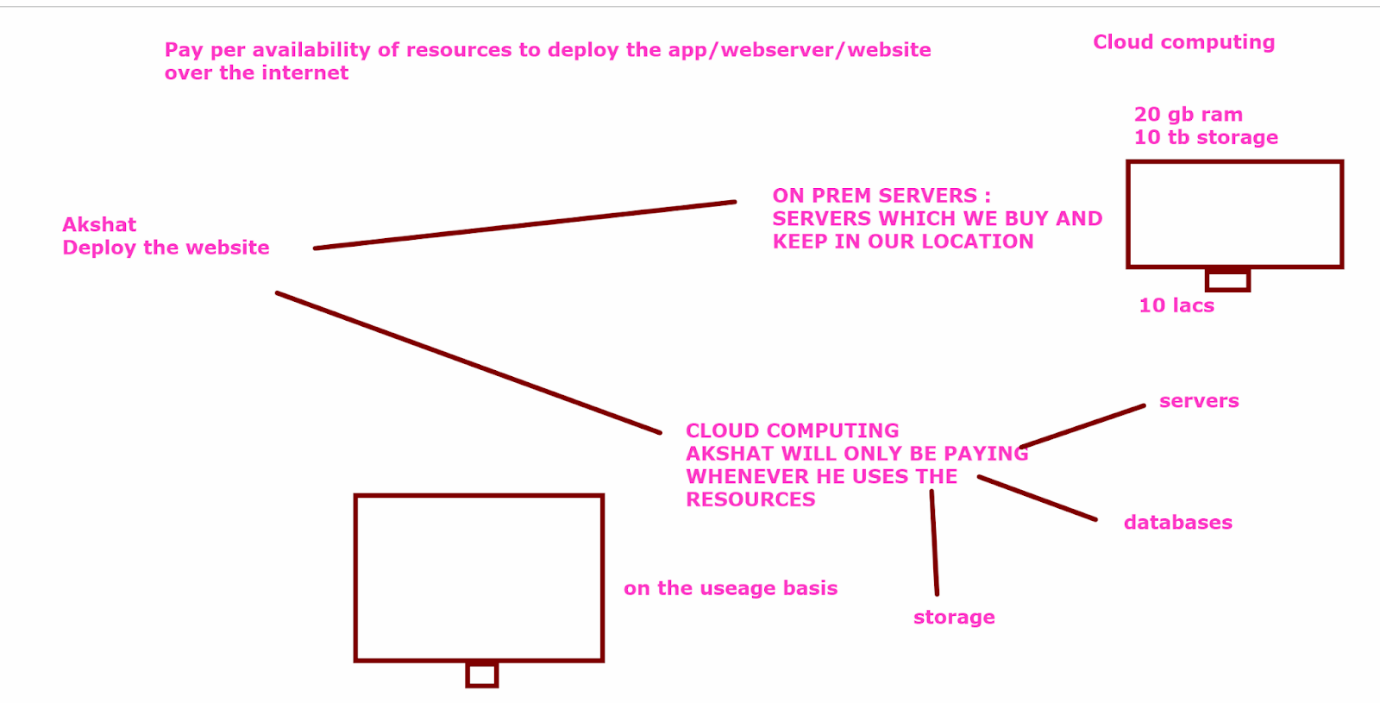 Pay per availability of resources to deploy the app/webserver/website
over the internet
Cloud computing
20 gb ram
10 tb storage
Akshat
Deploy the website
ON PREM SERVERS :
SERVERS WHICH WE BUY AND
KEEP IN OUR LOCATION
10 lacs
CLOUD COMPUTING
AKSHAT WILL ONLY BE PAYING
WHENEVER HE USES THE
RESOURCES
servers
databases
on the useage basis
storage